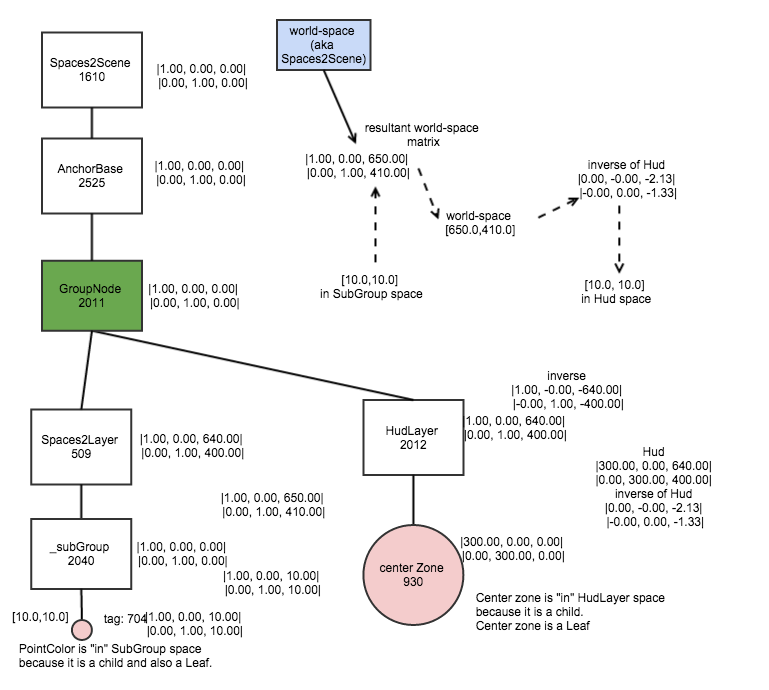 world-space
(aka
Spaces2Scene)
Spaces2Scene
1610
|1.00, 0.00, 0.00|
|0.00, 1.00, 0.00|
resultant world-space
matrix
|1.00, 0.00, 650.00|
|0.00, 1.00, 410.00|
inverse of Hud
|0.00, -0.00, -2.13|
|-0.00, 0.00, -1.33|
AnchorBase
2525
|1.00, 0.00, 0.00|
|0.00, 1.00, 0.00|
world-space
[650.0,410.0]
[10.0,10.0]
in SubGroup space
[10.0, 10.0]
in Hud space
GroupNode
2011
|1.00, 0.00, 0.00|
|0.00, 1.00, 0.00|
inverse
|1.00, -0.00, -640.00|
|-0.00, 1.00, -400.00|
Spaces2Layer
509
|1.00, 0.00, 640.00|
|0.00, 1.00, 400.00|
HudLayer
2012
|1.00, 0.00, 640.00|
|0.00, 1.00, 400.00|
Hud
|300.00, 0.00, 640.00|
|0.00, 300.00, 400.00|
inverse of Hud
|0.00, -0.00, -2.13|
|-0.00, 0.00, -1.33|
|1.00, 0.00, 650.00|
|0.00, 1.00, 410.00|
_subGroup
2040
|1.00, 0.00, 0.00|
|0.00, 1.00, 0.00|
|1.00, 0.00, 10.00|
|0.00, 1.00, 10.00|
center Zone
930
|300.00, 0.00, 0.00|
|0.00, 300.00, 0.00|
Center zone is "in" HudLayer space
because it is a child.
Center zone is a Leaf
[10.0,10.0]
tag: 704
|1.00, 0.00, 10.00|
|0.00, 1.00, 10.00|
PointColor is "in" SubGroup space
because it is a child and also a Leaf.